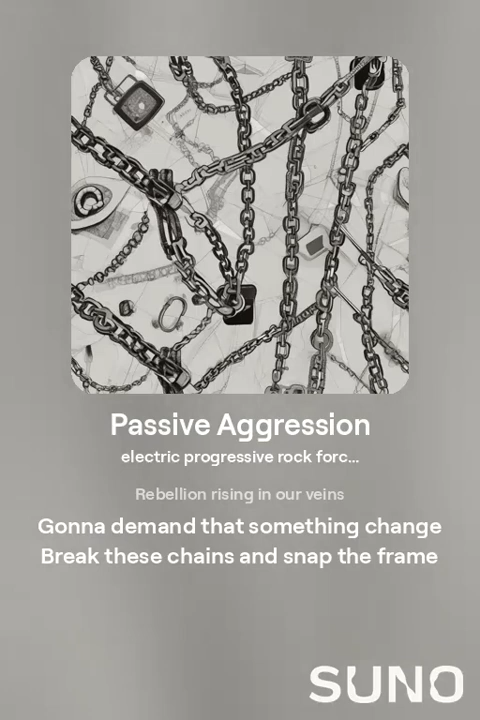 Passive Aggression
electric progressive rock forc...
Rebellion rising in our veins
Gonna demand that something change
Break these chains and snap the frame
SUNO